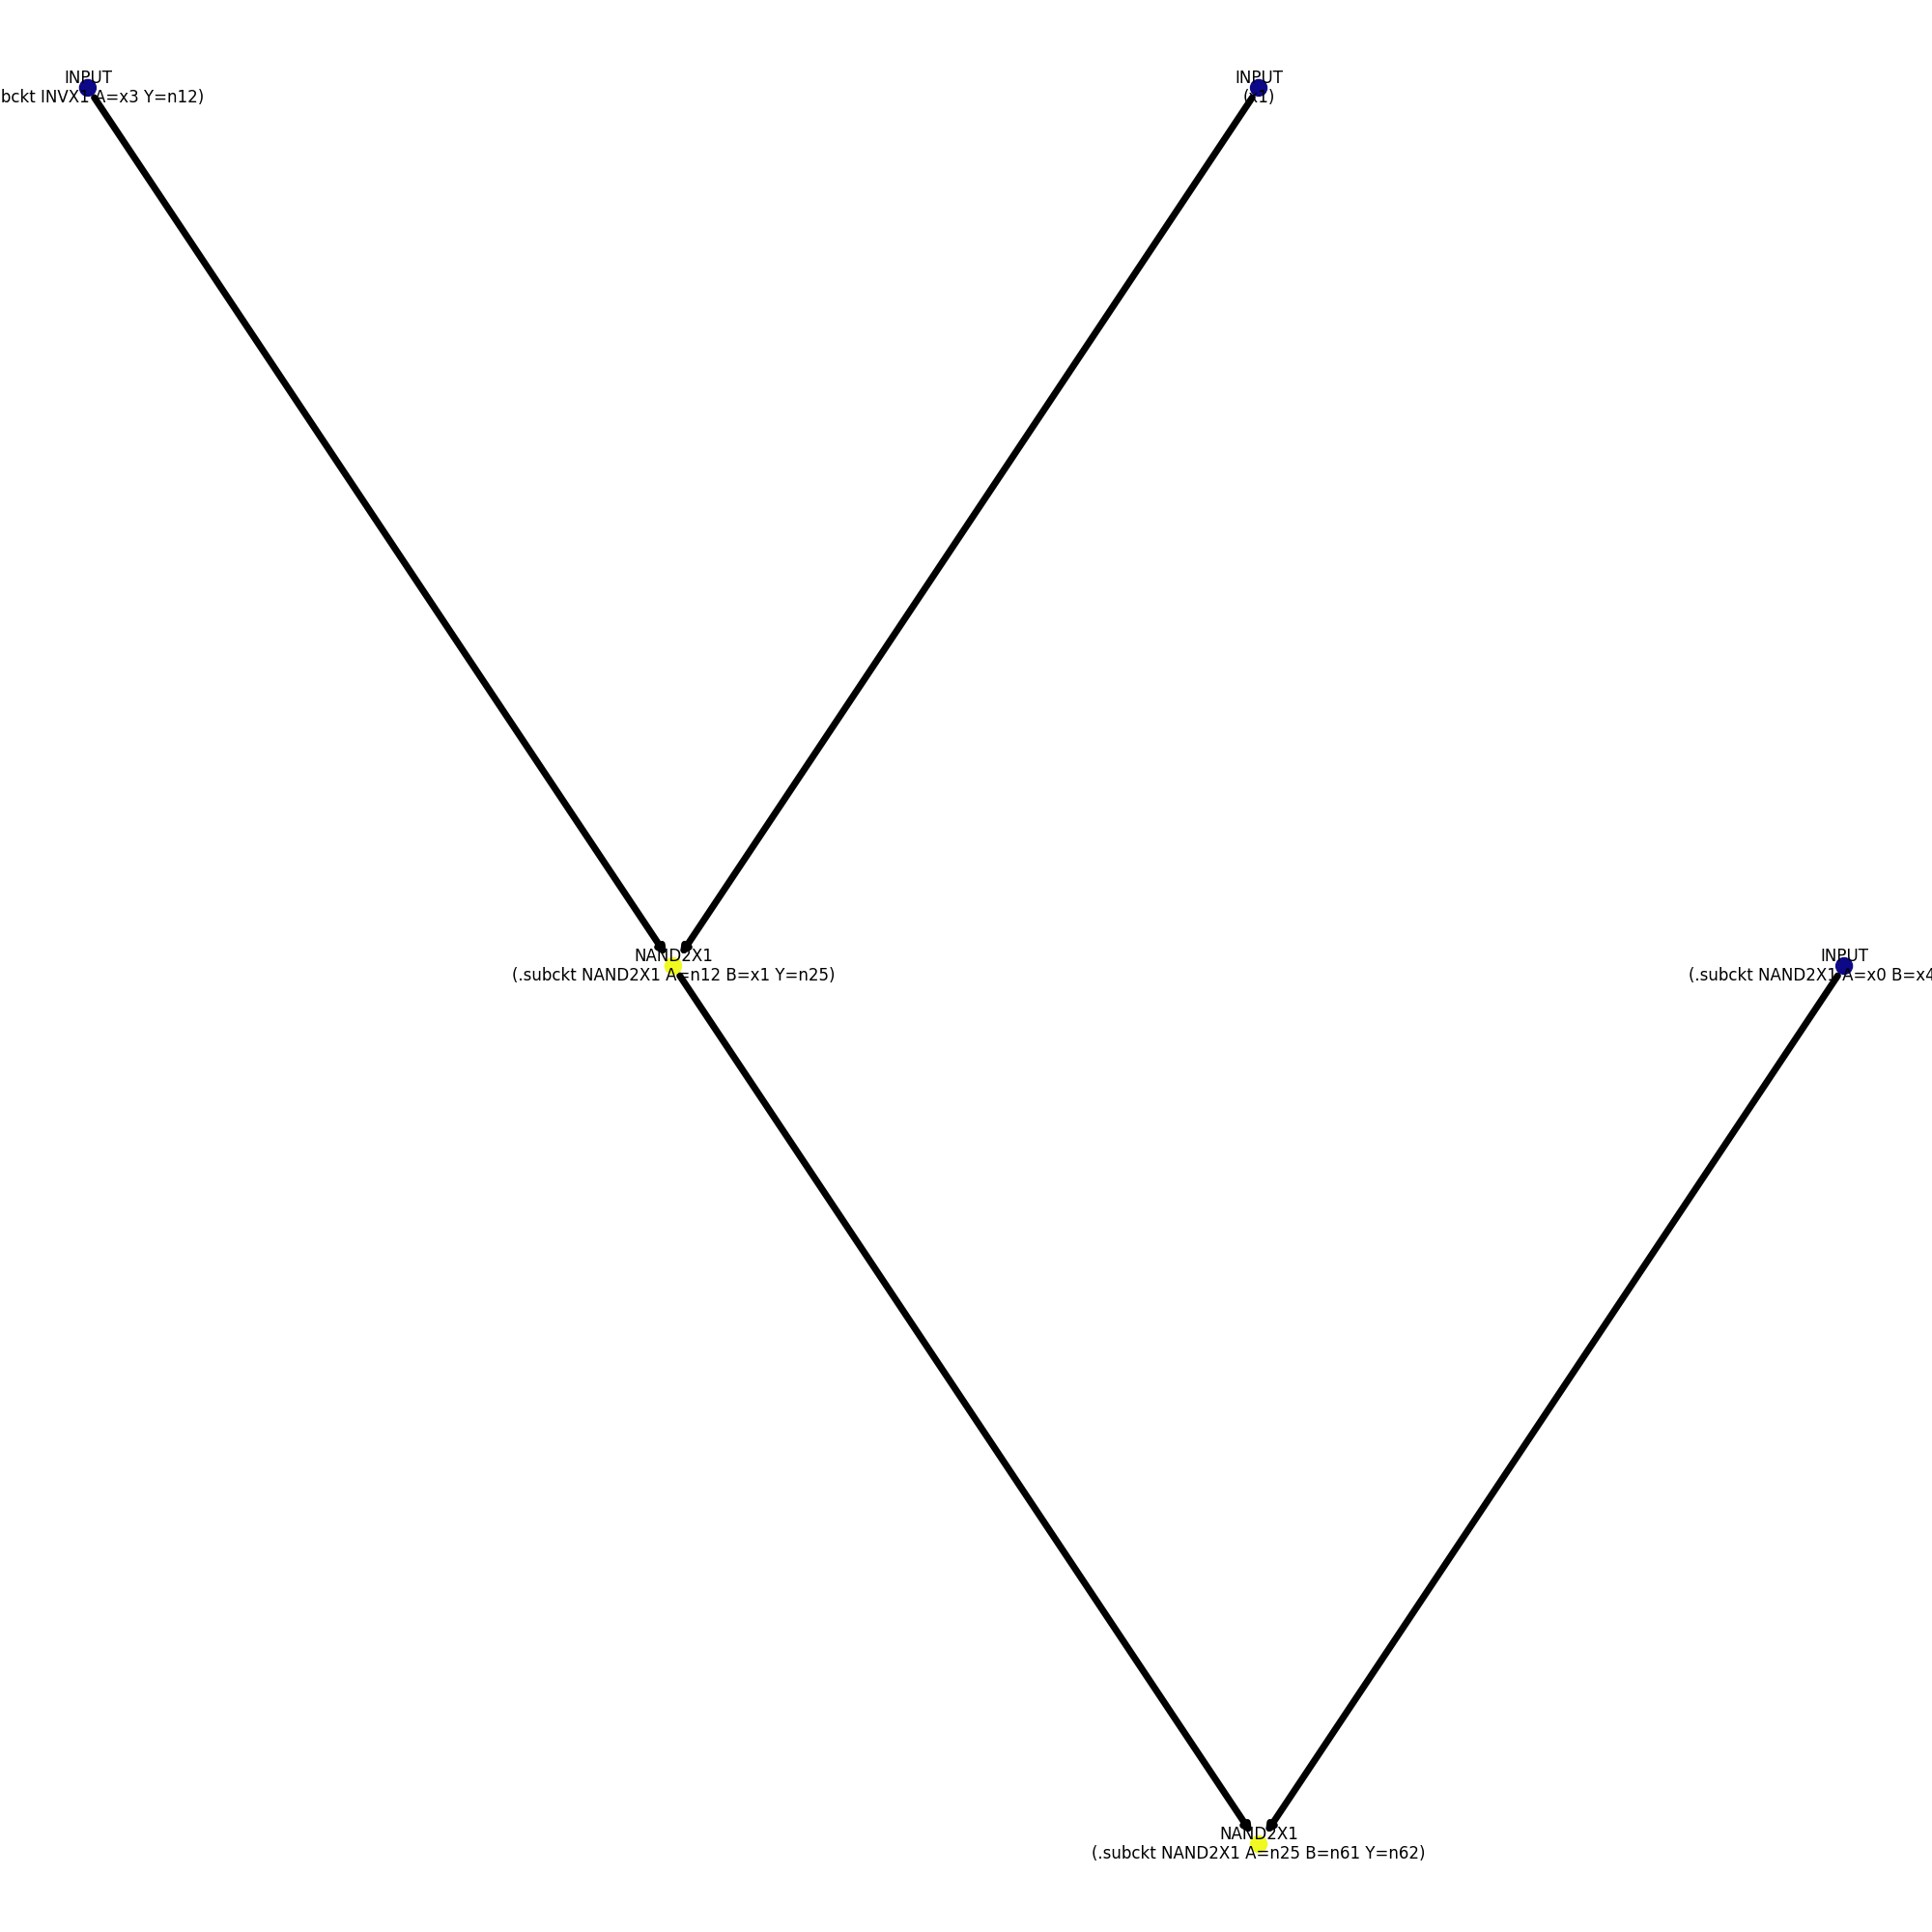 INPUT
bckt INVX1 A=x3 Y=n12)
INPUT
(x1)
NAND2X1
(.subckt NAND2X1 A=n12 B=x1 Y=n25)
INPUT
(.subckt NAND2X1 A=x0 B=x4
NAND2X1
(.subckt NAND2X1 A=n25 B=n61 Y=n62)